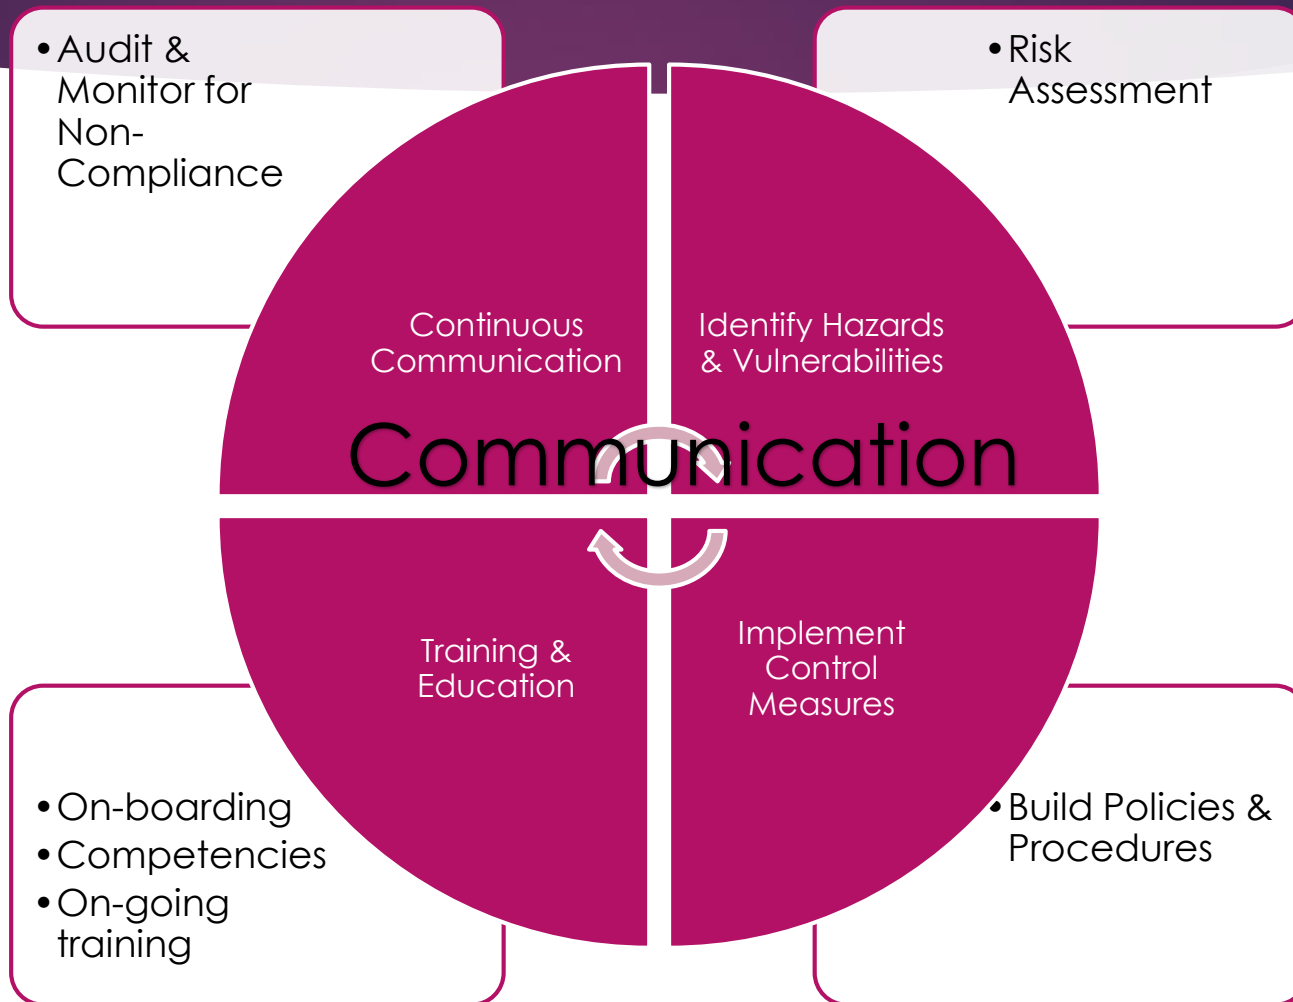 • Audit &
Monitor for
Non-
Compliance
• Risk
Assessment
Continuous
Communication
Identify Hazards
& Vulnerabilities
Communication
Training &
Education
Implement
Control
Measures
• On-boarding
• Competencies
• On-going
training
• Build Policies &
Procedures